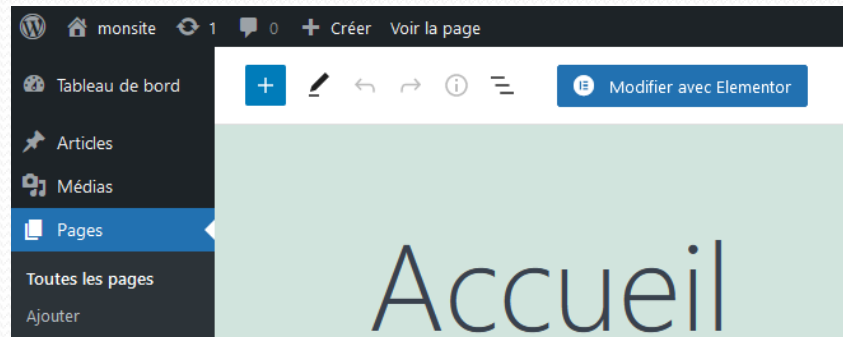 monsite 1 0 Créer Voir la page
Tableau de bord
Modifier avec Elementor
Articles
Médias
Pages
Toutes les pages
Ajouter
Accueil